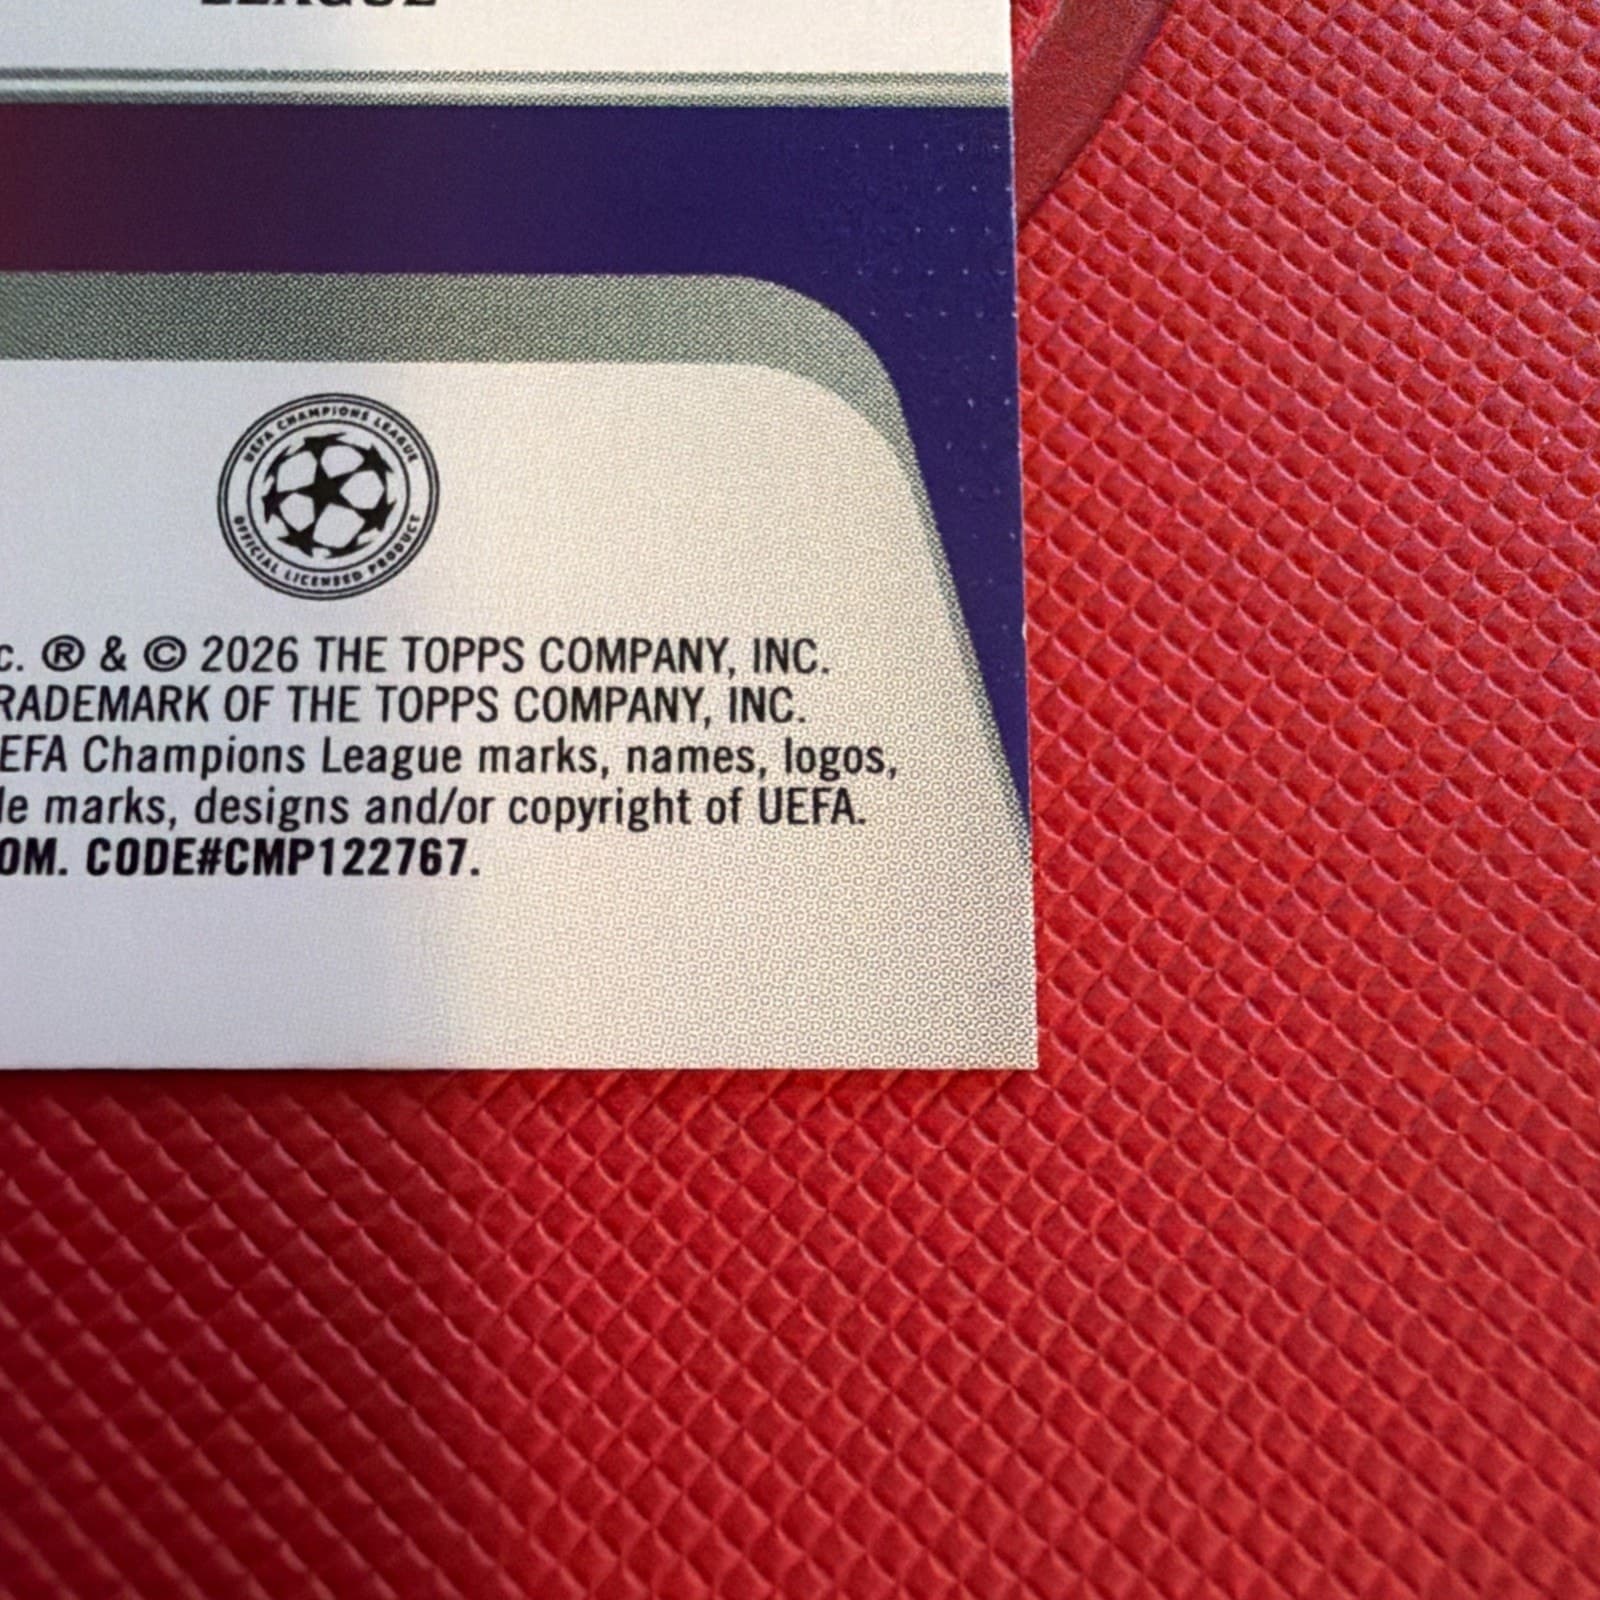 LEAGUE
UEFA CHAMPIONS LEAGUE
OFFICIAL LICENSED PRODUCT
c. ® & © 2026 THE TOPPS COMPANY, INC.
RADEMARK OF THE TOPPS COMPANY, INC.
EFA Champions League marks, names, logos,
le marks, designs and/or copyright of UEFA.
OM. CODE#CMP122767.